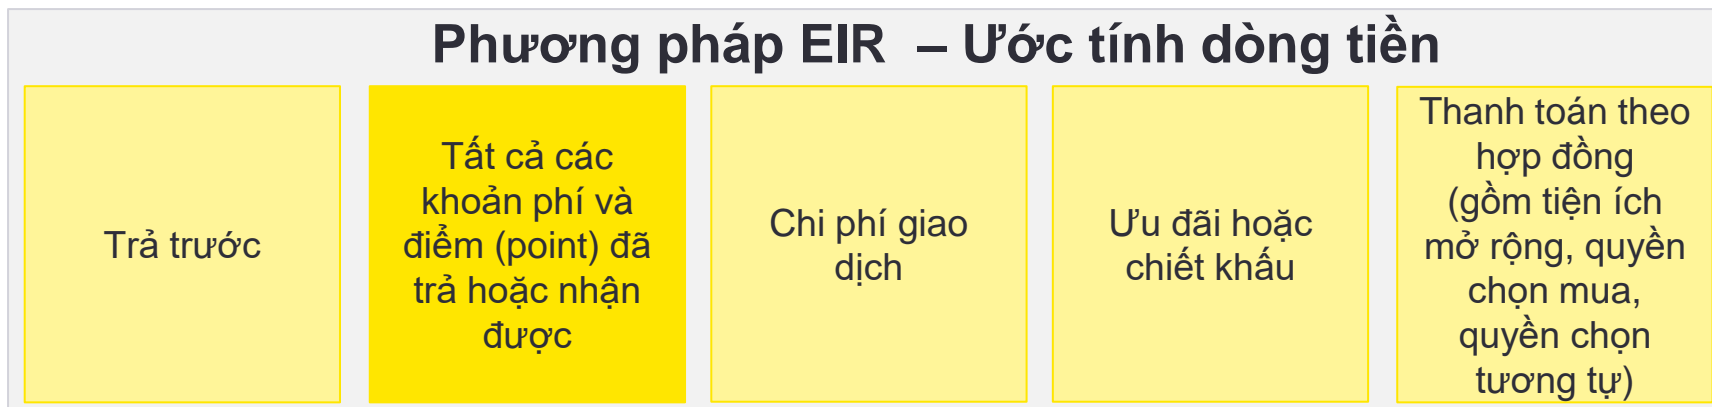 Phương pháp EIR – Ước tính dòng tiền
Trả trước
Tất cả các
khoản phí và
điểm (point) đã
trả hoặc nhận
được
Chi phí giao
dịch
Ưu đãi hoặc
chiết khấu
Thanh toán theo
hợp đồng
(gồm tiện ích
mở rộng, quyền
chọn mua,
quyền chọn
tương tự)